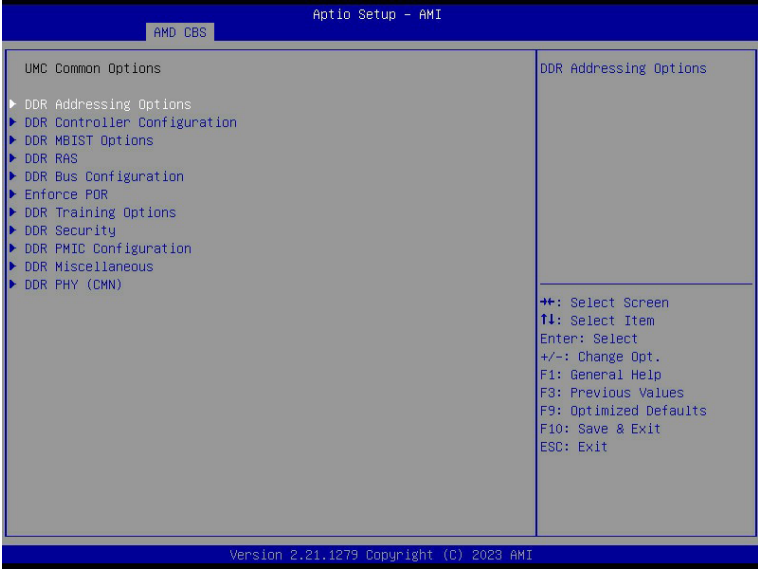 Aptio Setup - AMI
AMD CBS
UMC Common Options
DDR Addressing Options
DDR Controller Configuration
DDR MBIST Options
DDR RAS
DDR Bus Configuration
Enforce POR
DDR Training Options
DDR Security
DDR PMIC Configuration
DDR Miscellaneous
DDR PHY (CMN)
DDR Addressing Options
→←: Select Screen
↑↓: Select Item
Enter: Select
+/-: Change Opt.
F1: General Help
F3: Previous Values
F9: Optimized Defaults
F10: Save & Exit
ESC: Exit
Version 2.21.1279 Copyright (C) 2023 AMI